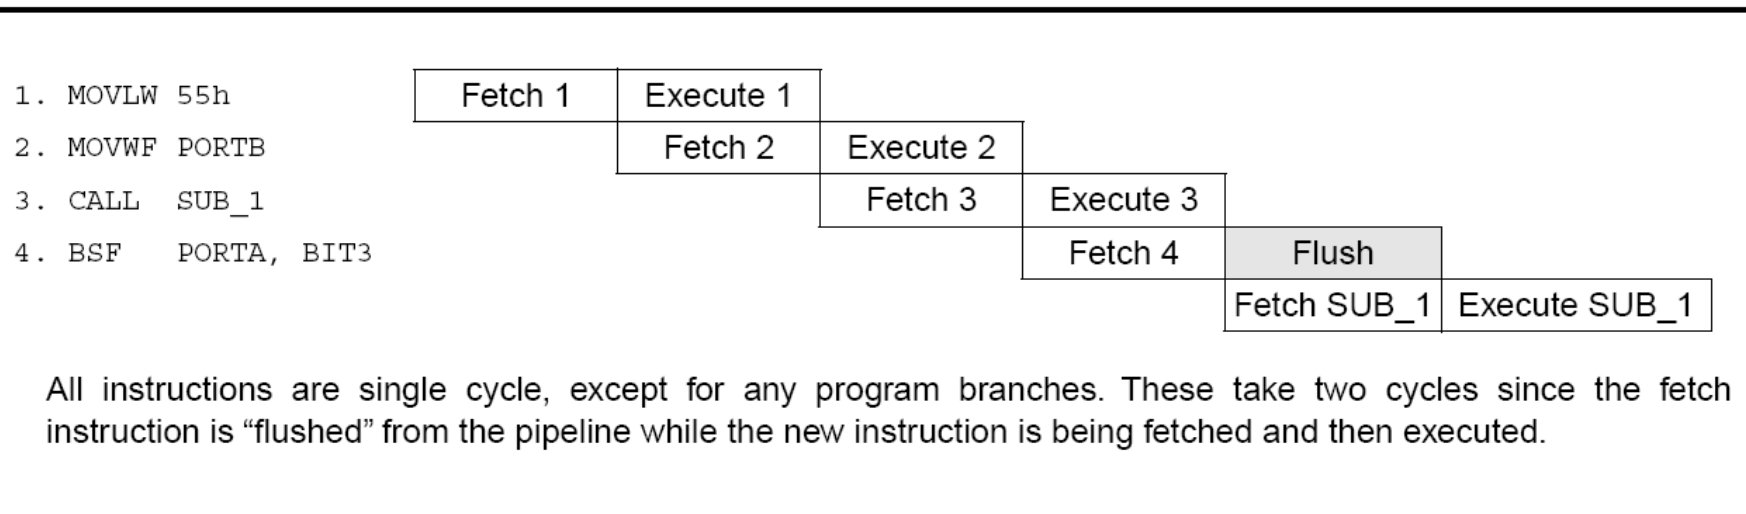 1. MOVLW 55h Fetch 1 Execute 1
2. MOVWF PORTB Fetch 2 Execute 2
3. CALL SUB_1 Fetch 3 Execute 3
4. BSF PORTA, BIT3 Fetch 4 Flush
Fetch SUB_1 Execute SUB_1
All instructions are single cycle, except for any program branches. These take two cycles since the fetch
instruction is “flushed” from the pipeline while the new instruction is being fetched and then executed.